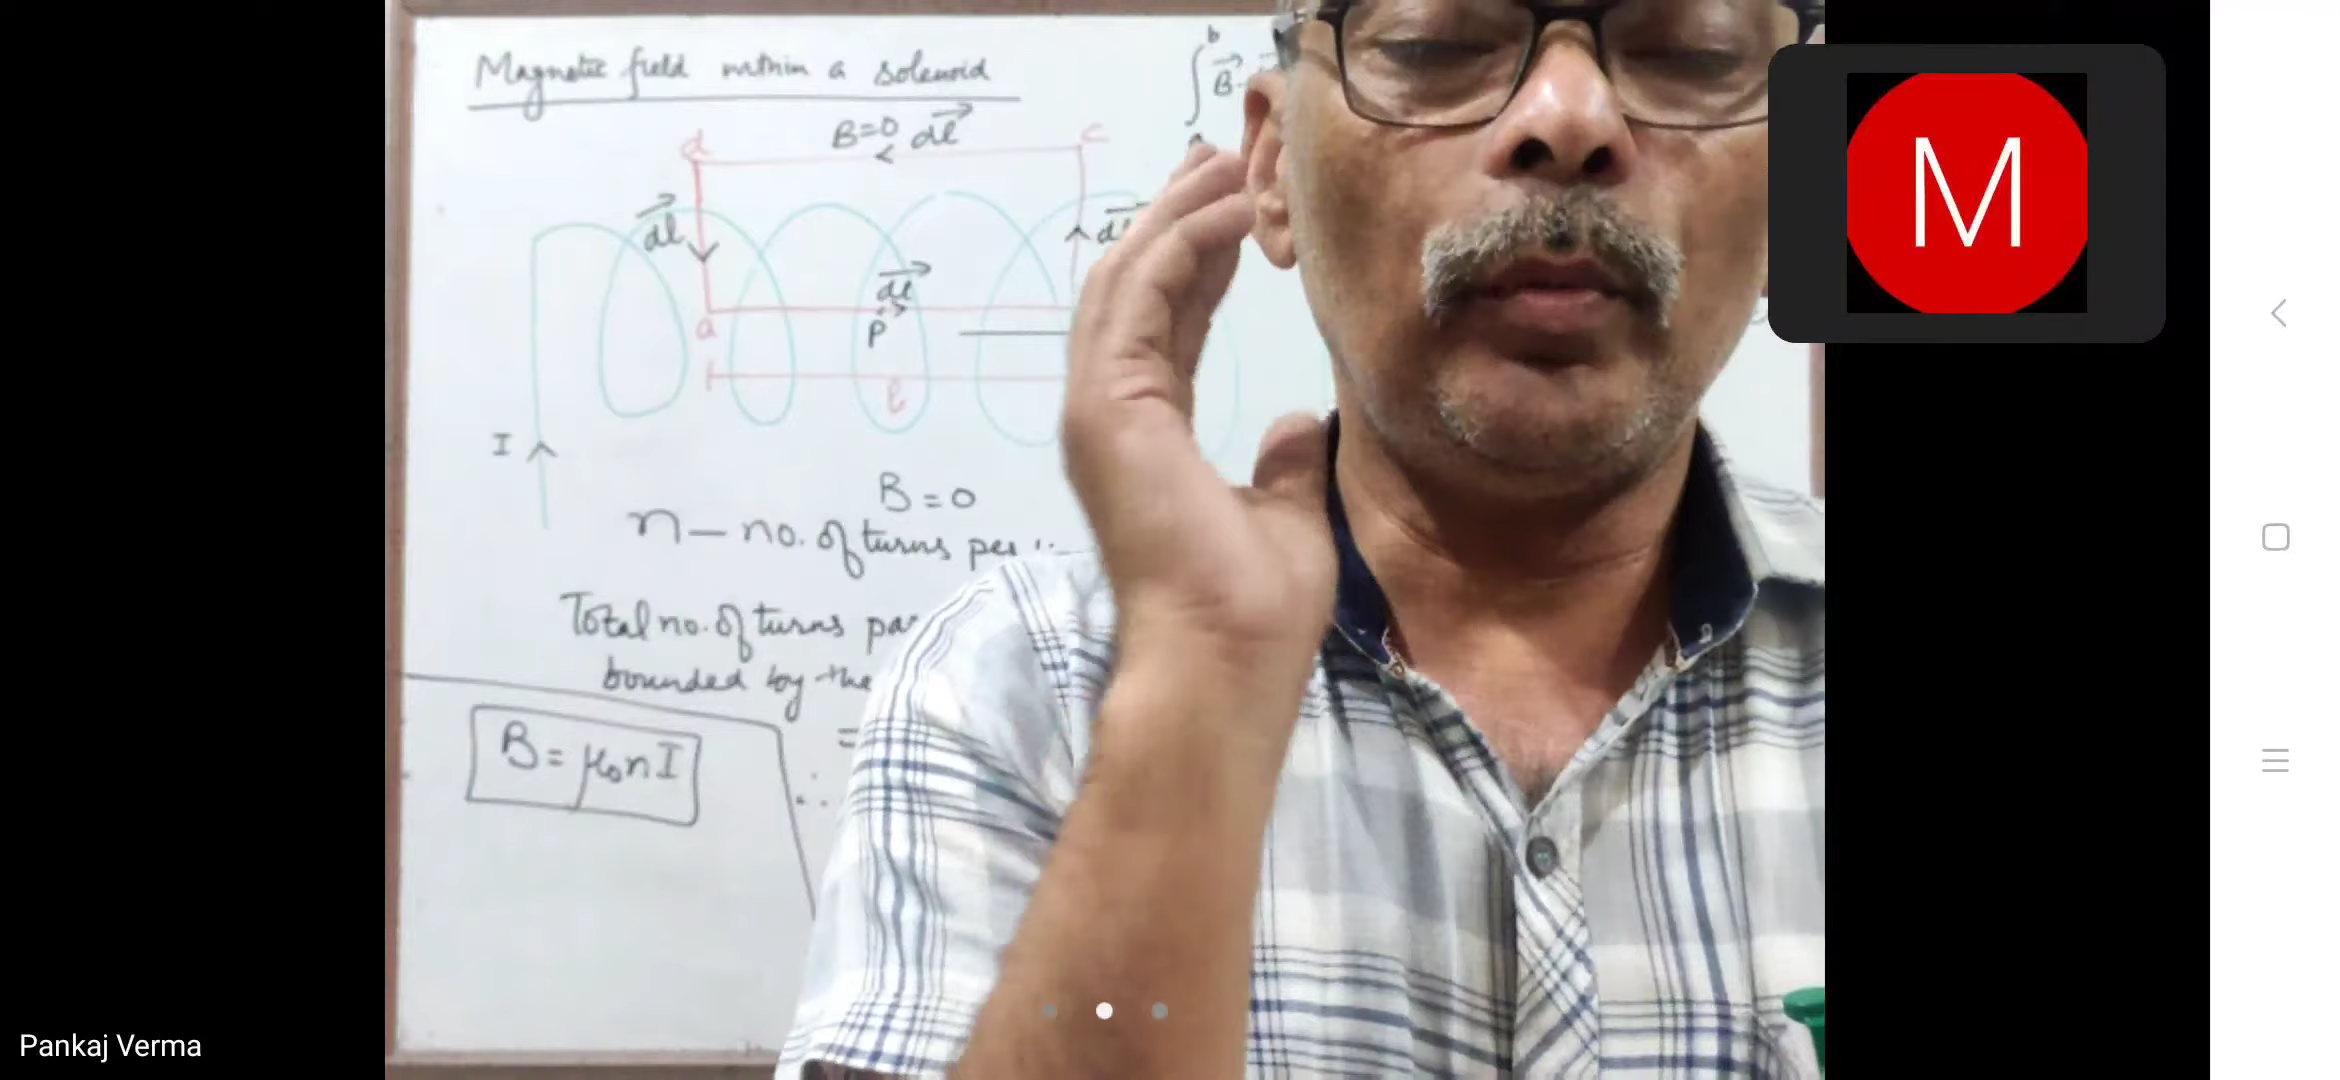 Magnetic field within a solenoid
b
∫ B⃗
a
d
B=0 dl⃗
c
dl⃗
dl⃗
dl⃗
a
P
l
I
B = 0
n — no. of turns per
Total no. of turns
bounded by the
B = μ₀nI
=
∴
M
Pankaj Verma